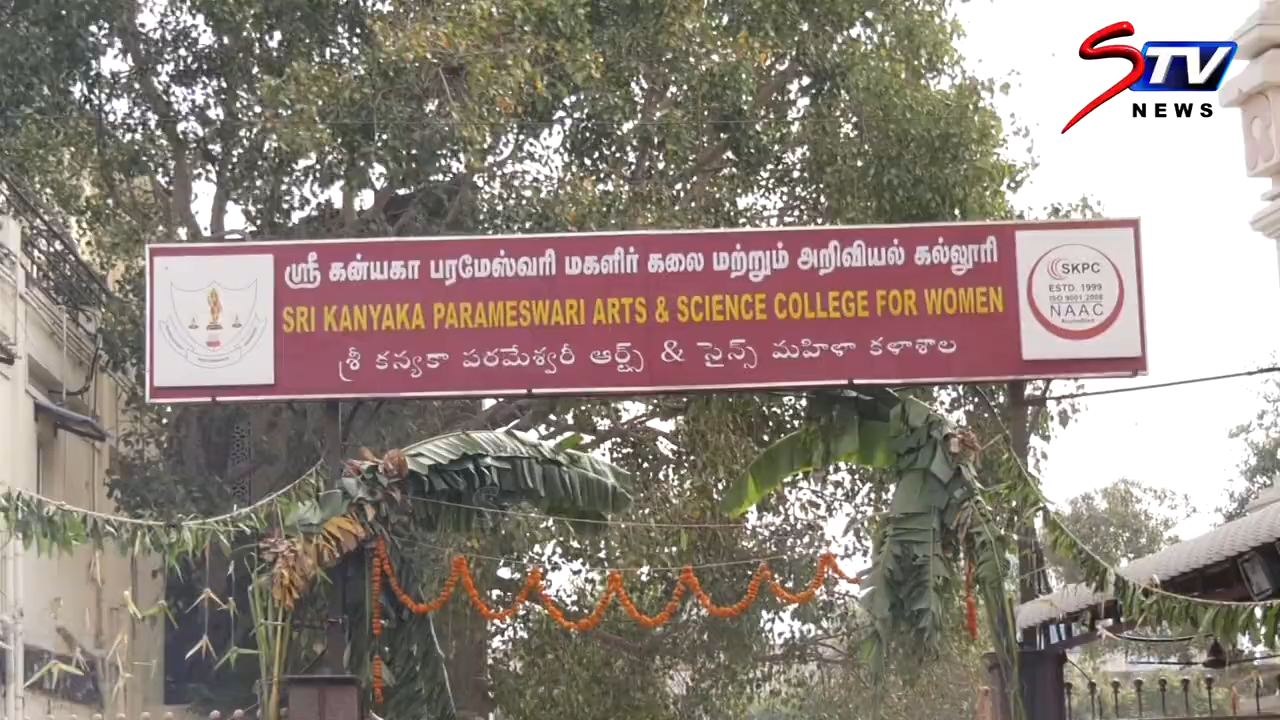 STV
NEWS
ஸ்ரீ கன்யகா பரமேஸ்வரி மகளிர் கலை மற்றும் அறிவியல் கல்லூரி
SRI KANYAKA PARAMESWARI ARTS & SCIENCE COLLEGE FOR WOMEN
శ్రీ కన్యకా పరమేశ్వరీ ఆర్ట్స్ & సైన్స్ మహిళా కళాశాల
SKPC
ESTD. 1999
ISO 9001:2008
NAAC
Accredited